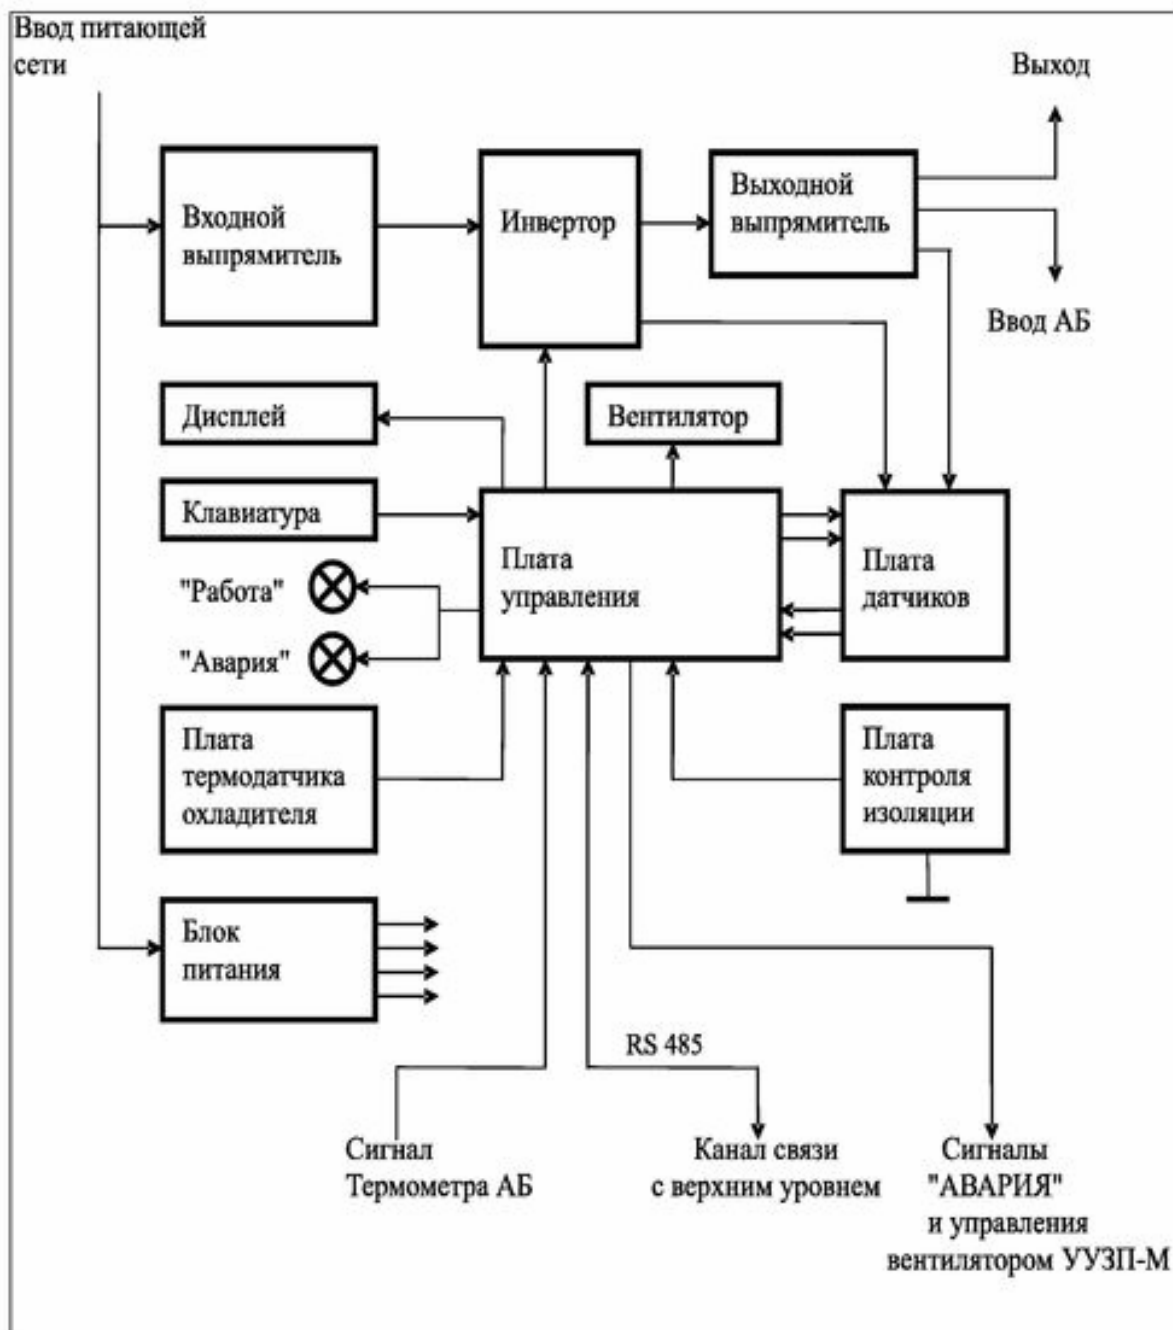 Ввод питающей
сети
Выход
Входной
выпрямитель
Инвертор
Выходной
выпрямитель
Ввод АБ
Дисплей
Вентилятор
Клавиатура
"Работа"
"Авария"
Плата
управления
Плата
датчиков
Плата
термодатчика
охладителя
Плата
контроля
изоляции
Блок
питания
RS 485
Сигнал
Термометра АБ
Канал связи
с верхним уровнем
Сигналы
"АВАРИЯ"
и управления
вентилятором УУЗП-М